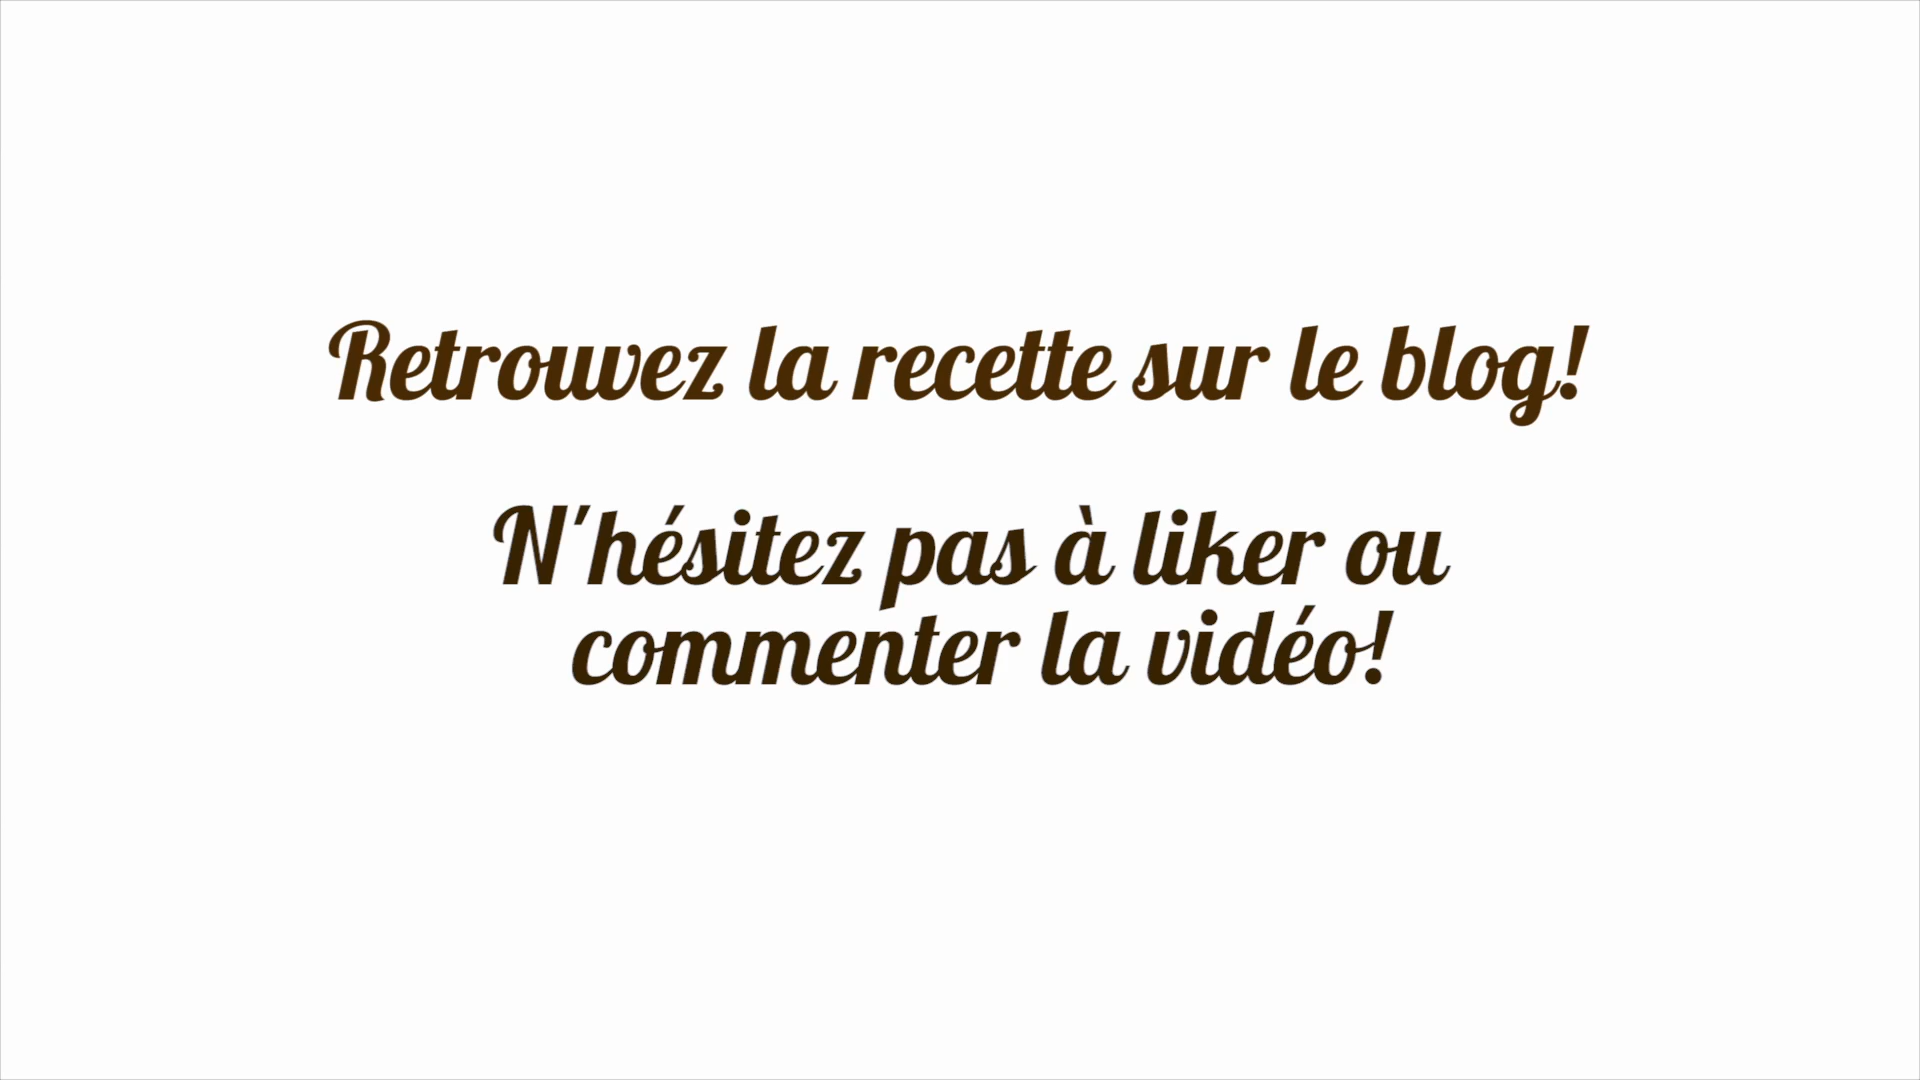 Retrouvez la recette sur le blog!
N'hésitez pas à liker ou
commenter la vidéo!